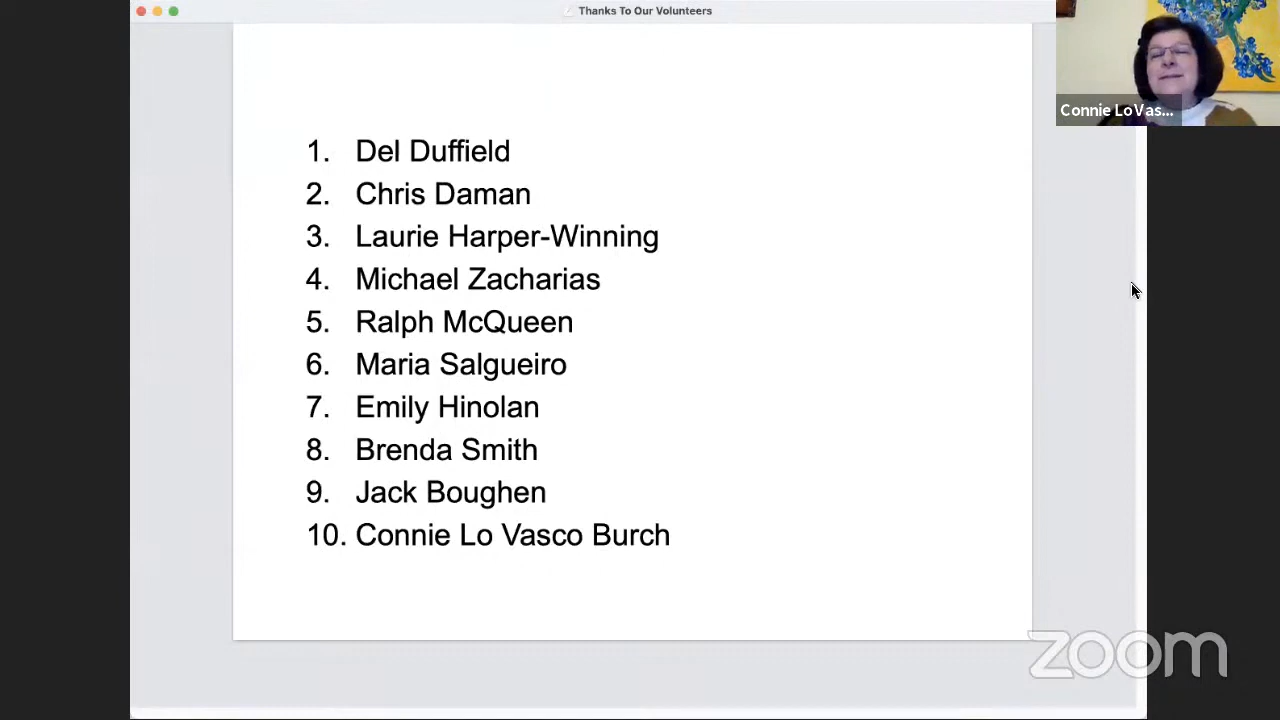 Thanks To Our Volunteers
Connie LoVas...
1. Del Duffield
2. Chris Daman
3. Laurie Harper-Winning
4. Michael Zacharias
5. Ralph McQueen
6. Maria Salgueiro
7. Emily Hinolan
8. Brenda Smith
9. Jack Boughen
10. Connie Lo Vasco Burch
zoom